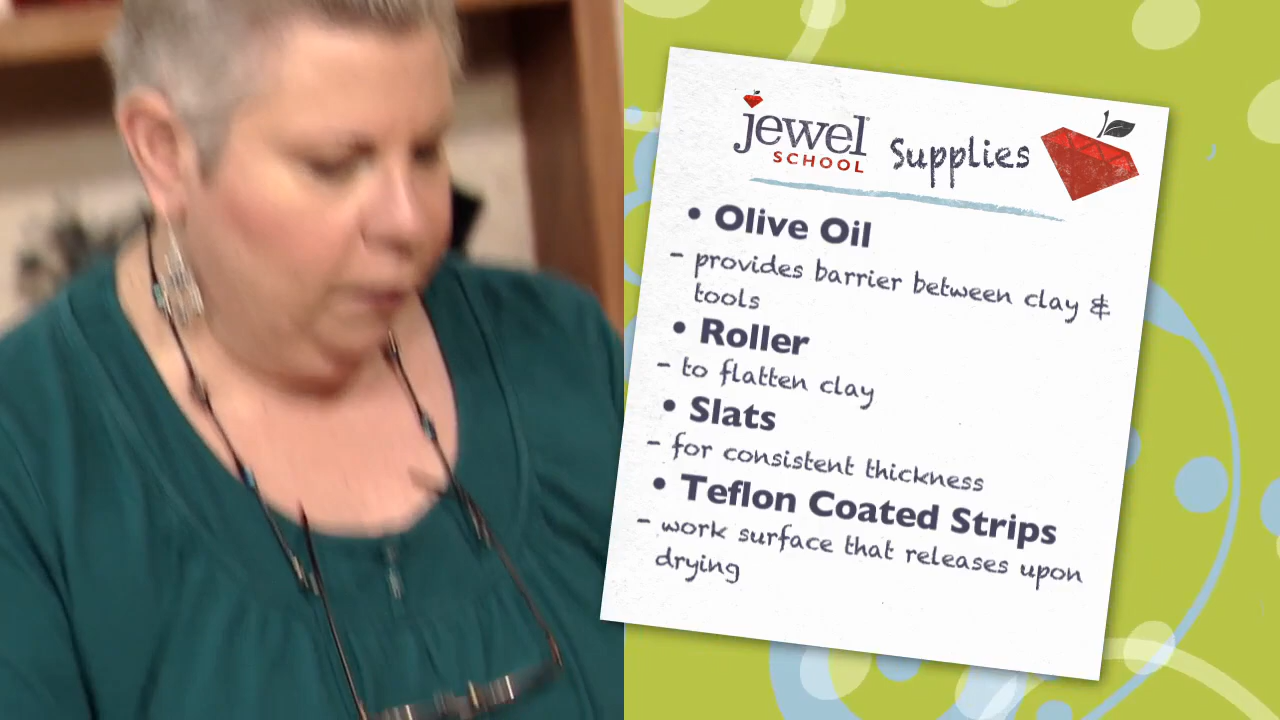 jewel
SCHOOL
Supplies
• Olive Oil
- provides barrier between clay &
tools
• Roller
- to flatten clay
• Slats
- for consistent thickness
• Teflon Coated Strips
- work surface that releases upon
drying